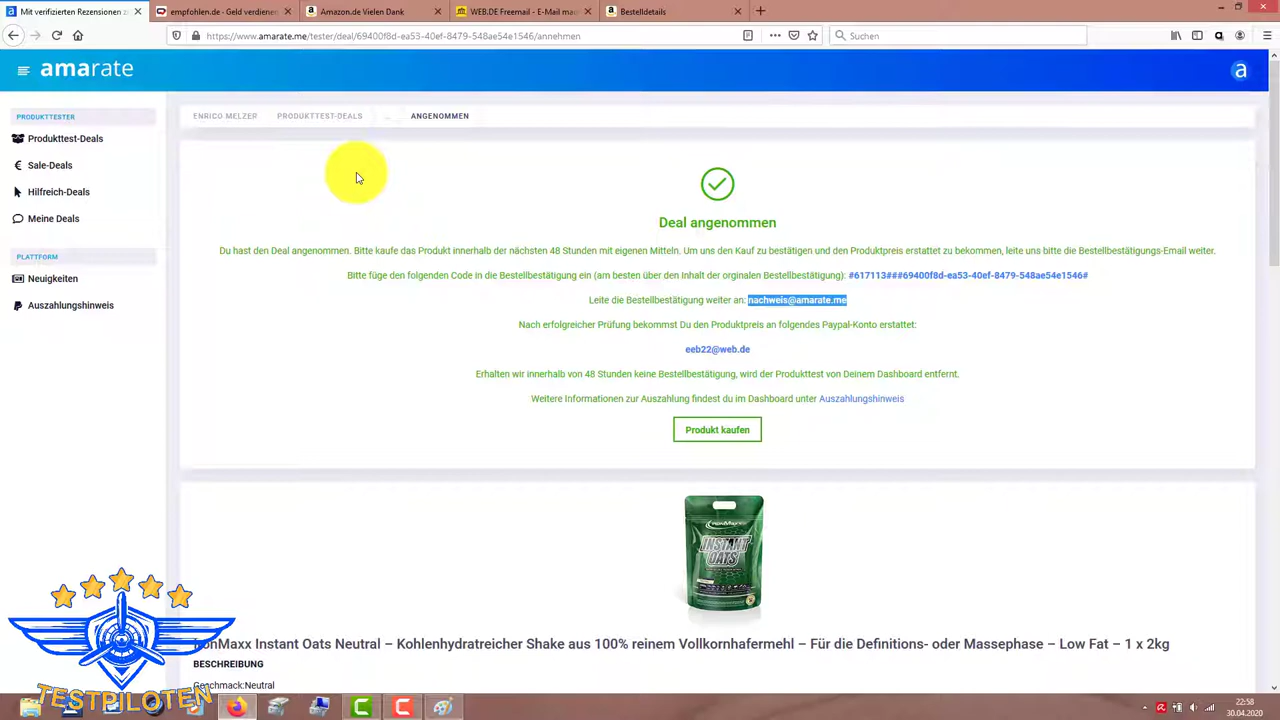 Mit verifizierten Rezensionen z
empfohlen.de - Geld verdienen
Amazon.de Vielen Dank
WEB.DE Freemail - E-Mail ma
Bestelldetails
https://www.amarate.me/tester/deal/69400f8d-ea53-40ef-8479-548ae54e1546/annehmen
Suchen
amarate
a
PRODUKTTESTER
Produkttest-Deals
Sale-Deals
Hilfreich-Deals
Meine Deals
PLATTFORM
Neuigkeiten
Auszahlungshinweis
ENRICO MELZER PRODUKTTEST-DEALS ... ANGENOMMEN
Deal angenommen
Du hast den Deal angenommen. Bitte kaufe das Produkt innerhalb der nächsten 48 Stunden mit eigenen Mitteln. Um uns den Kauf zu bestätigen und den Produktpreis erstattet zu bekommen, leite uns bitte die Bestellbestätigungs-Email weiter.
Bitte füge den folgenden Code in die Bestellbestätigung ein (am besten über den Inhalt der orginalen Bestellbestätigung): #617113###69400f8d-ea53-40ef-8479-548ae54e1546#
Leite die Bestellbestätigung weiter an: nachweis@amarate.me
Nach erfolgreicher Prüfung bekommst Du den Produktpreis an folgendes Paypal-Konto erstattet:
eeb22@web.de
Erhalten wir innerhalb von 48 Stunden keine Bestellbestätigung, wird der Produkttest von Deinem Dashboard entfernt.
Weitere Informationen zur Auszahlung findest du im Dashboard unter Auszahlungshinweis
Produkt kaufen
IRONMAXX
INSTANT
OATS
IronMaxx Instant Oats Neutral – Kohlenhydratreicher Shake aus 100% reinem Vollkornhafermehl – Für die Definitions- oder Massephase – Low Fat – 1 x 2kg
BESCHREIBUNG
Geschmack:Neutral
TESTPILOTEN
22:58
30.04.2020